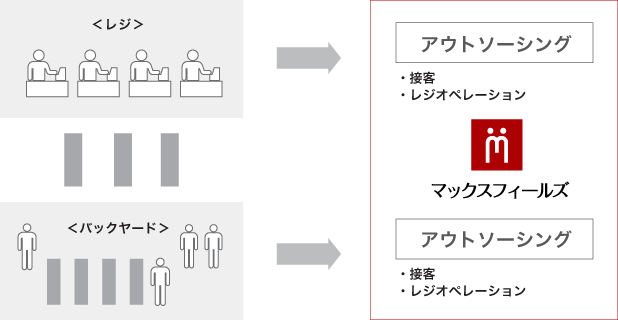 ＜レジ＞
アウトソーシング
・接客
・レジオペレーション
マックスフィールズ
＜バックヤード＞
アウトソーシング
・接客
・レジオペレーション